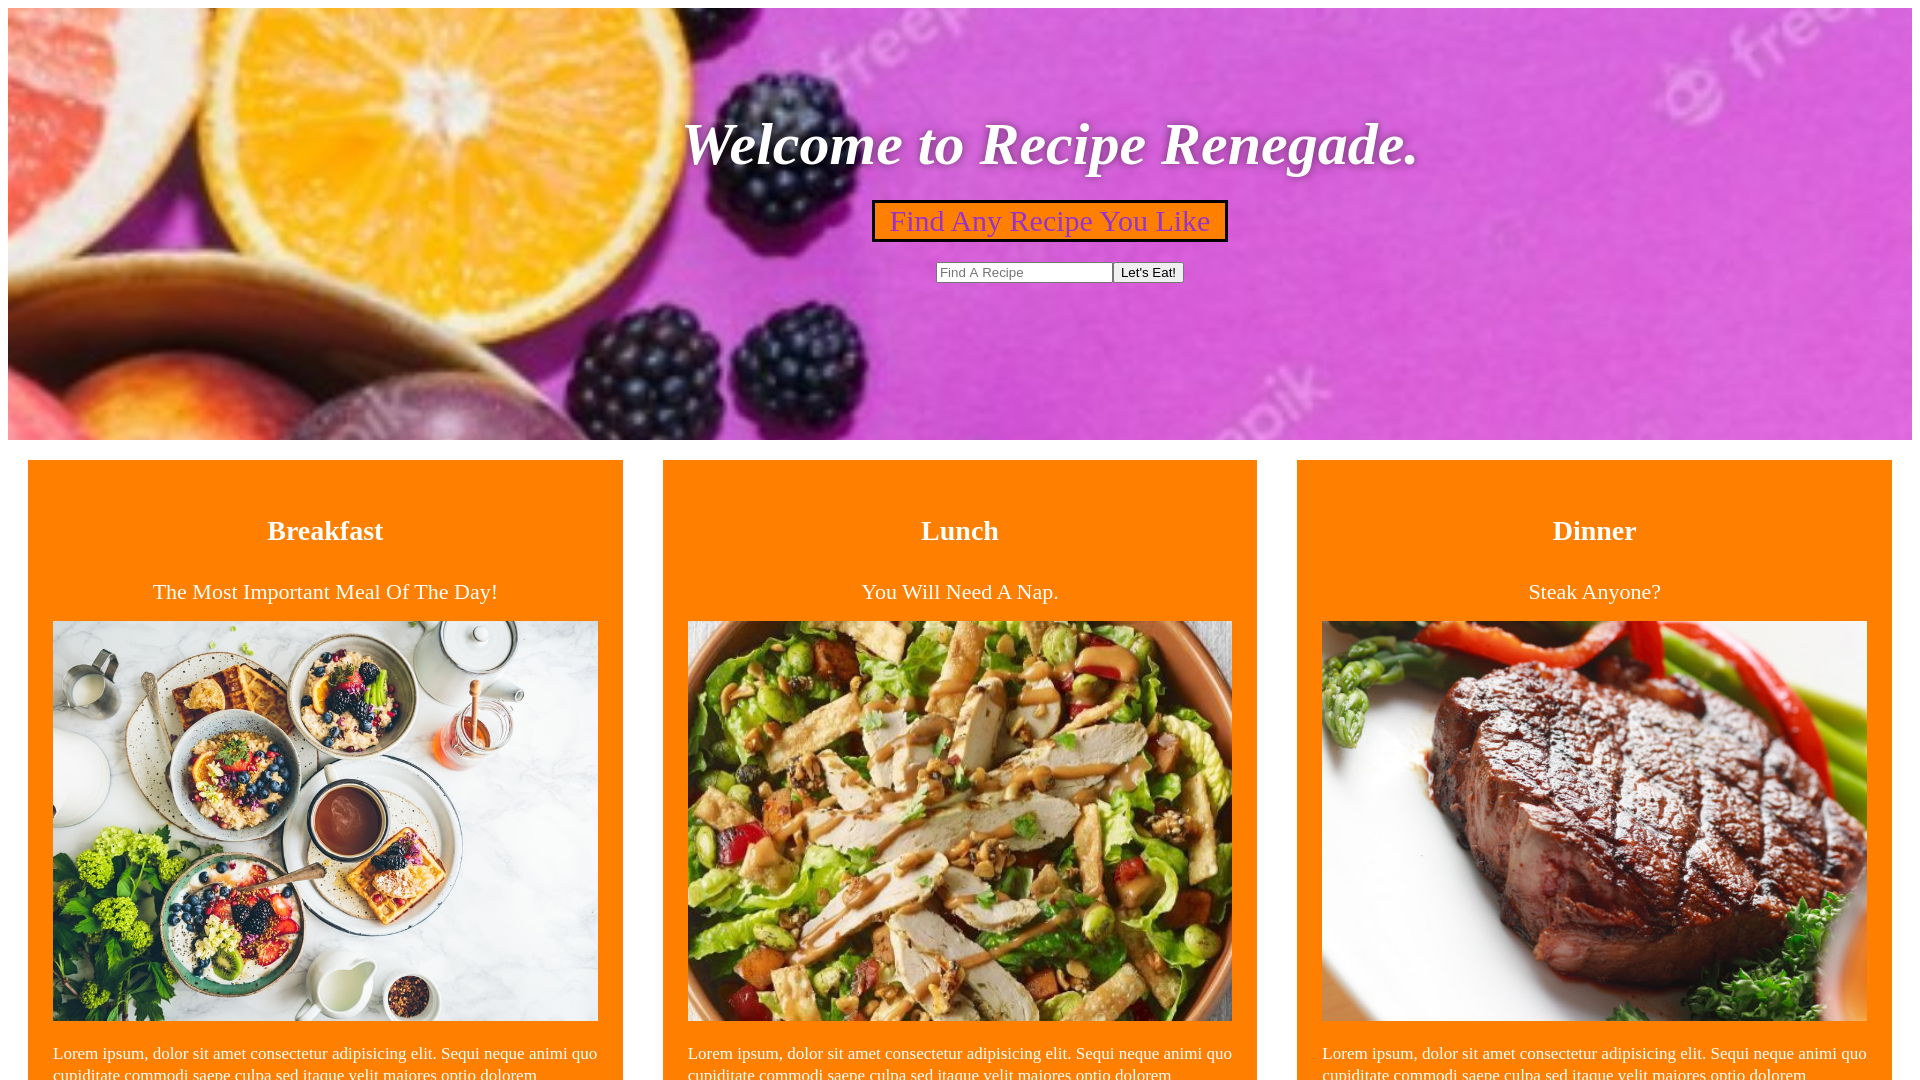 freep
freep
Welcome to Recipe Renegade.
Find Any Recipe You Like
Find A Recipe
Let's Eat!
epik
pik
Breakfast
Lunch
Dinner
The Most Important Meal Of The Day!
You Will Need A Nap.
Steak Anyone?
Lorem ipsum, dolor sit amet consectetur adipisicing elit. Sequi neque animi quo
cupiditate commodi saepe culpa sed itaque velit maiores optio dolorem
Lorem ipsum, dolor sit amet consectetur adipisicing elit. Sequi neque animi quo
cupiditate commodi saepe culpa sed itaque velit maiores optio dolorem
Lorem ipsum, dolor sit amet consectetur adipisicing elit. Sequi neque animi quo
cupiditate commodi saepe culpa sed itaque velit maiores optio dolorem